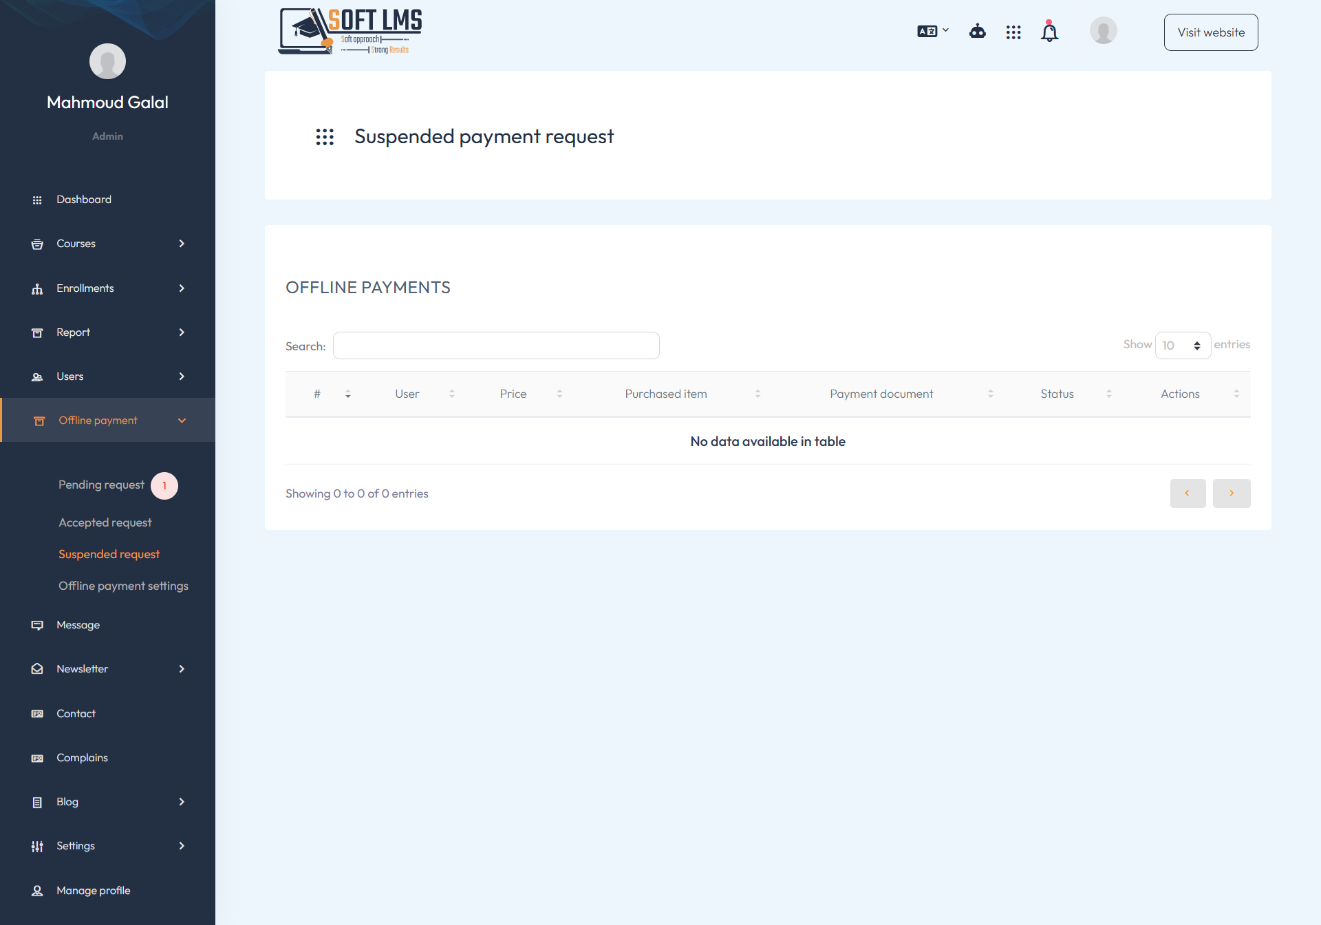 Mahmoud Galal
Admin
Dashboard
Courses
Enrollments
Report
Users
Offline payment
Pending request 1
Accepted request
Suspended request
Offline payment settings
Message
Newsletter
Contact
Complains
Blog
Settings
Manage profile
SOFT LMS
Soft approach
Strong Results
Visit website
Suspended payment request
OFFLINE PAYMENTS
Search:
Show 10 entries
# User Price Purchased item Payment document Status Actions
No data available in table
Showing 0 to 0 of 0 entries